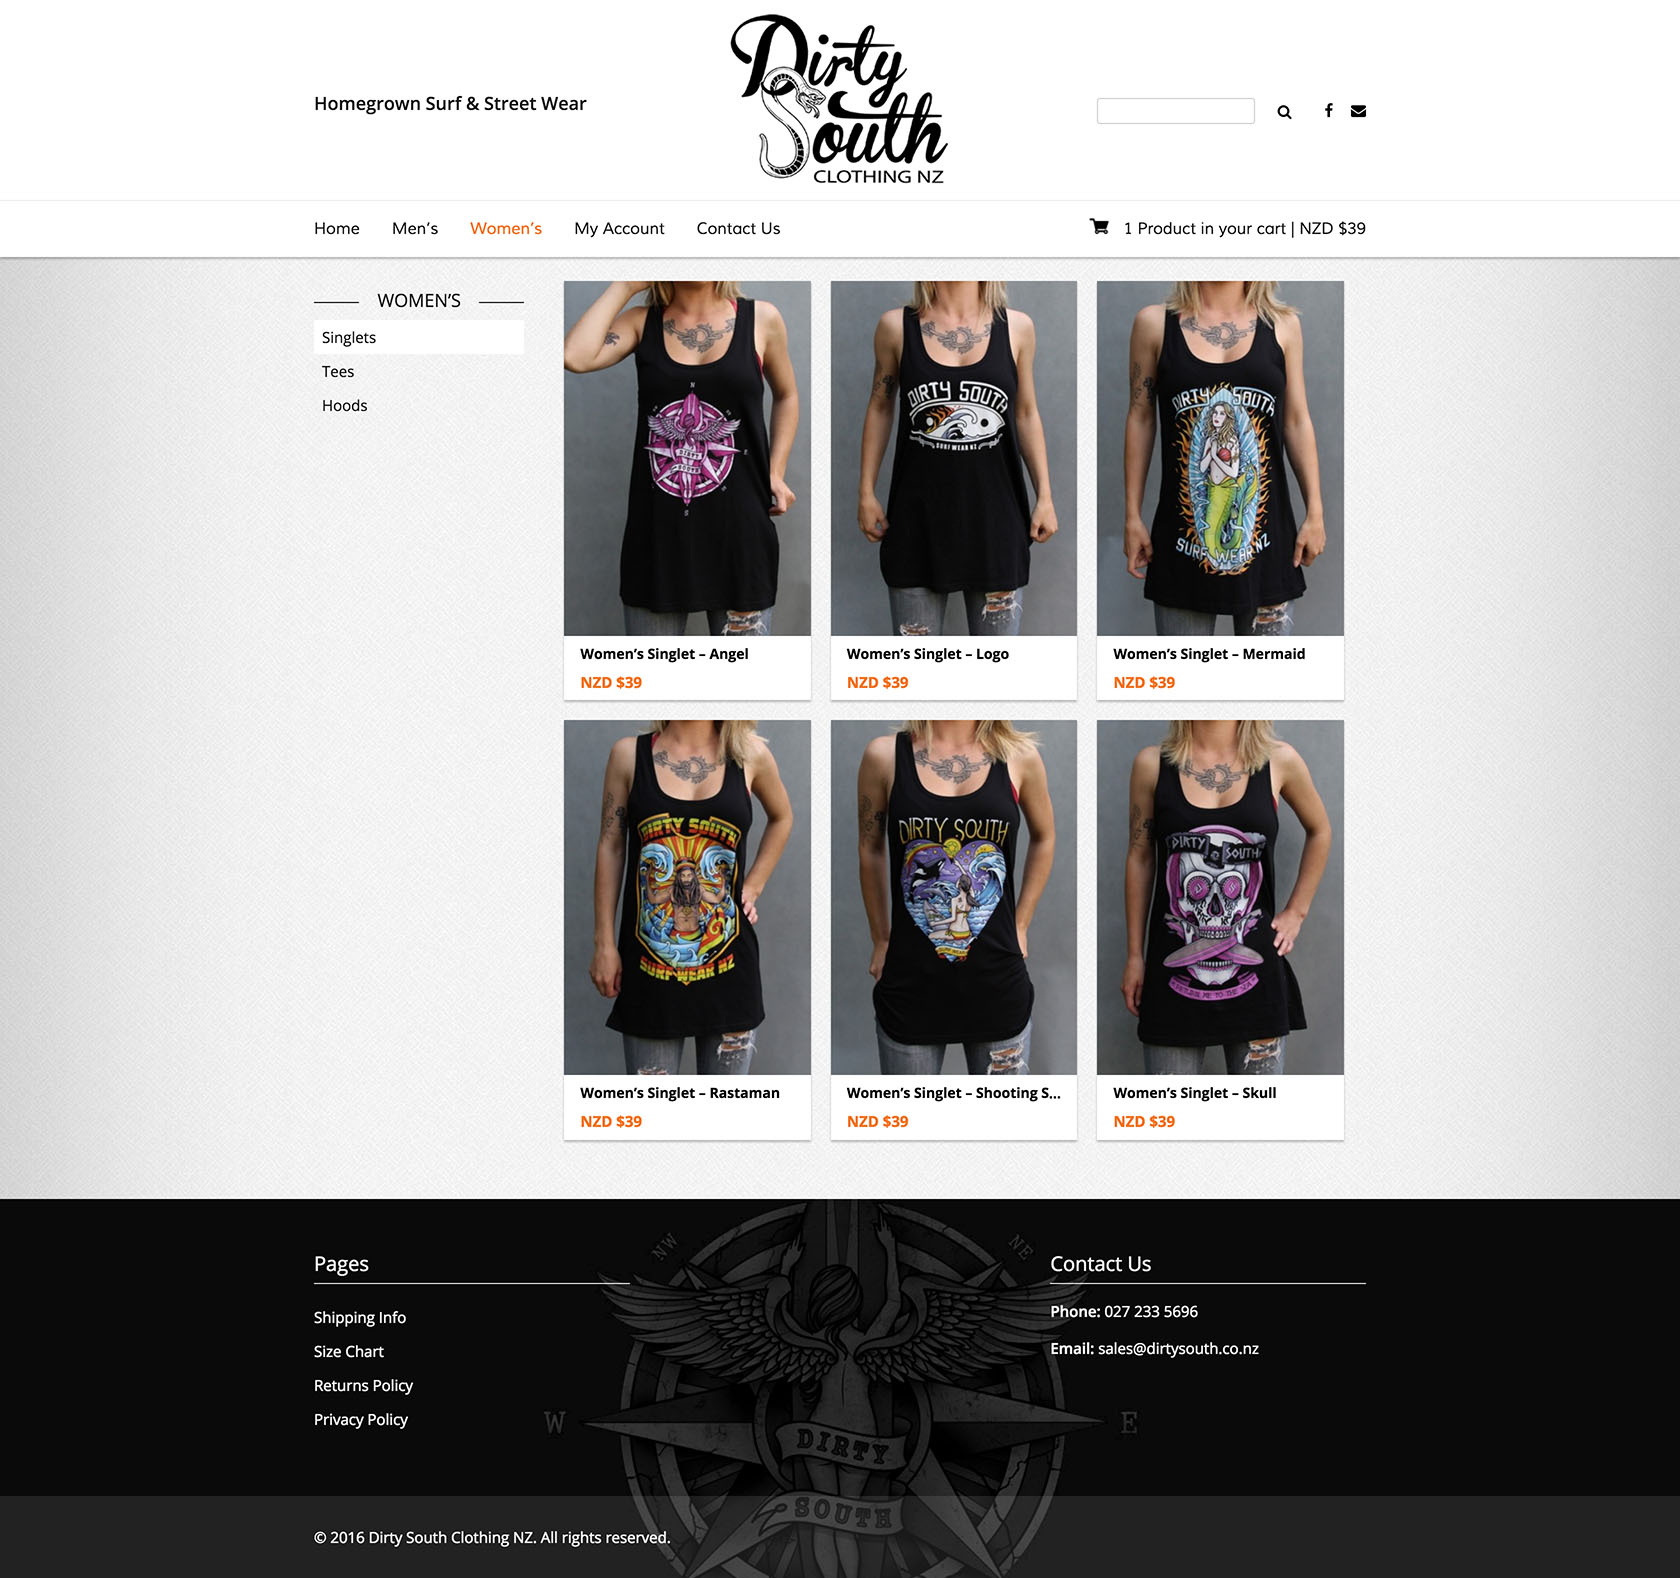 Homegrown Surf & Street Wear
Dirty
South
CLOTHING NZ
Home
Men’s
Women’s
My Account
Contact Us
1 Product in your cart | NZD $39
WOMEN’S
Singlets
Tees
Hoods
N
E
S
DIRTY
SOUTH
DIRTY SOUTH
SURF WEAR NZ
DIRTY SOUTH
SURF WEAR NZ
Women’s Singlet – Angel
NZD $39
Women’s Singlet – Logo
NZD $39
Women’s Singlet – Mermaid
NZD $39
DIRTY SOUTH
SURF WEAR NZ
DIRTY SOUTH
DIRTY SOUTH
Women’s Singlet – Rastaman
NZD $39
Women’s Singlet – Shooting S...
NZD $39
Women’s Singlet – Skull
NZD $39
Pages
Shipping Info
Size Chart
Returns Policy
Privacy Policy
NW
NE
W
E
DIRTY
SOUTH
Contact Us
Phone: 027 233 5696
Email: sales@dirtysouth.co.nz
© 2016 Dirty South Clothing NZ. All rights reserved.